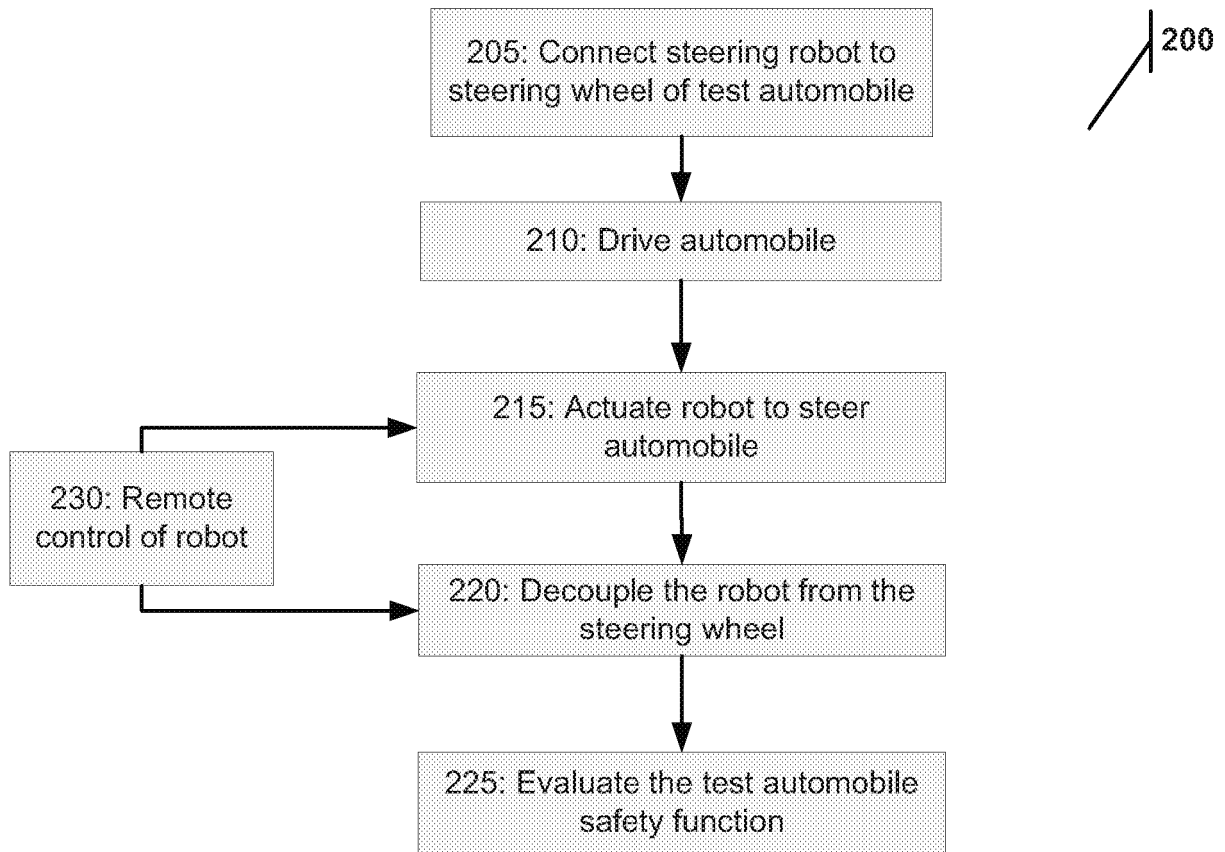 205: Connect steering robot to
steering wheel of test automobile
200
210: Drive automobile
215: Actuate robot to steer
automobile
230: Remote
control of robot
220: Decouple the robot from the
steering wheel
225: Evaluate the test automobile
safety function